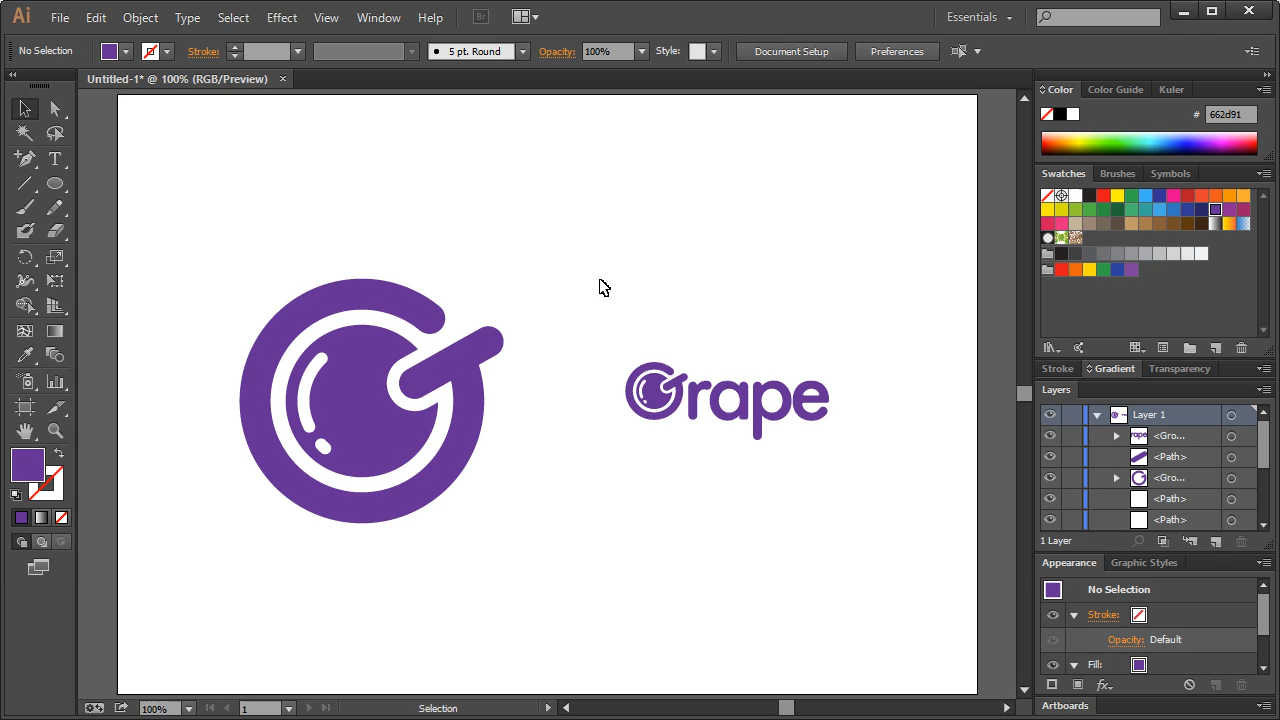 Ai File Edit Object Type Select Effect View Window Help Br Essentials
No Selection Stroke: 5 pt. Round Opacity: 100% Style: Document Setup Preferences
Untitled-1* @ 100% (RGB/Preview) ×
Color Color Guide Kuler
# 662d91
Swatches Brushes Symbols
T
Grape
Stroke Gradient Transparency
Layers
Layer 1
<Gro...
<Path>
<Gro...
<Path>
<Path>
1 Layer
Appearance Graphic Styles
No Selection
Stroke:
Opacity: Default
Fill:
fx
Artboards
100% 1 Selection